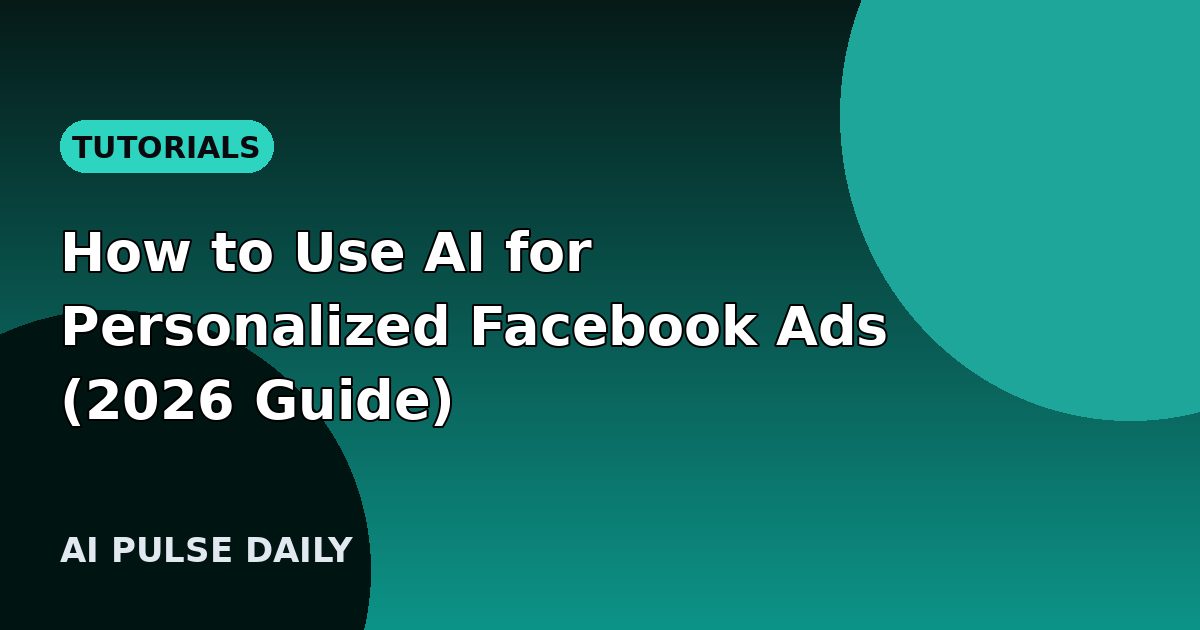 TUTORIALS
How to Use AI for
Personalized Facebook Ads
(2026 Guide)
AI PULSE DAILY